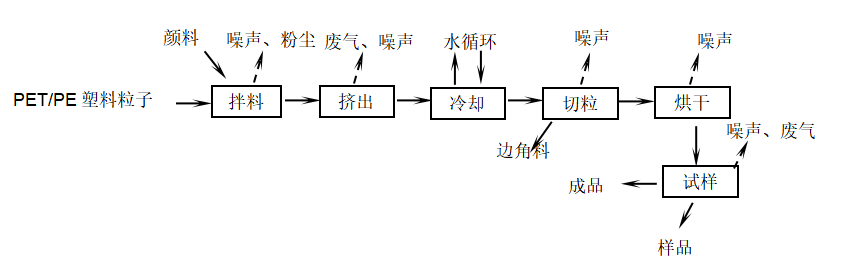 颜料
噪声、粉尘
废气、噪声
水循环
噪声
噪声
PET/PE 塑料粒子
拌料
挤出
冷却
切粒
烘干
边角料
噪声、废气
成品
试样
样品